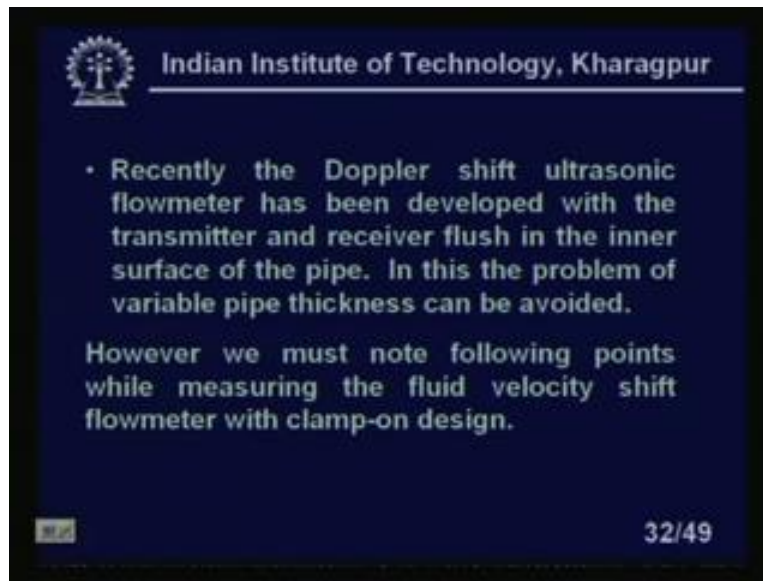 Indian Institute of Technology, Kharagpur
• Recently the Doppler shift ultrasonic
flowmeter has been developed with the
transmitter and receiver flush in the inner
surface of the pipe. In this the problem of
variable pipe thickness can be avoided.
However we must note following points
while measuring the fluid velocity shift
flowmeter with clamp-on design.
32/49